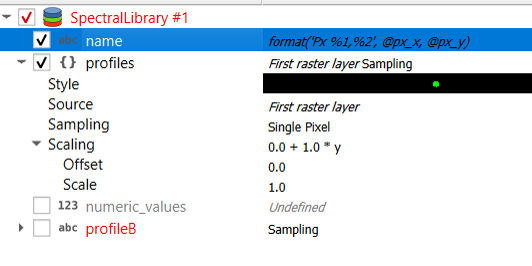 SpectralLibrary #1
abc name format('Px %1,%2', @px_x, @px_y)
{} profiles First raster layer Sampling
Style
Source First raster layer
Sampling Single Pixel
Scaling 0.0 + 1.0 * y
Offset 0.0
Scale 1.0
123 numeric_values Undefined
abc profileB Sampling